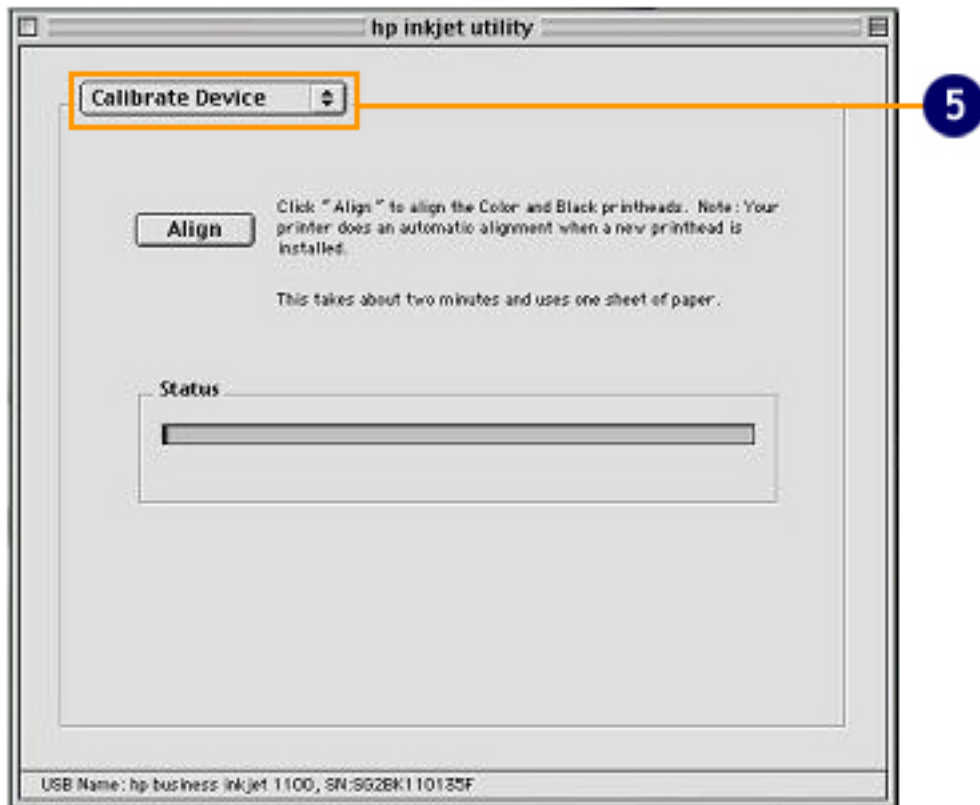 hp inkjet utility
Calibrate Device
5
Align
Click "Align" to align the Color and Black printheads. Note: Your
printer does an automatic alignment when a new printhead is
installed.
This takes about two minutes and uses one sheet of paper.
Status
USB Name: hp business inkjet 1100, SN:SG2BK110135F